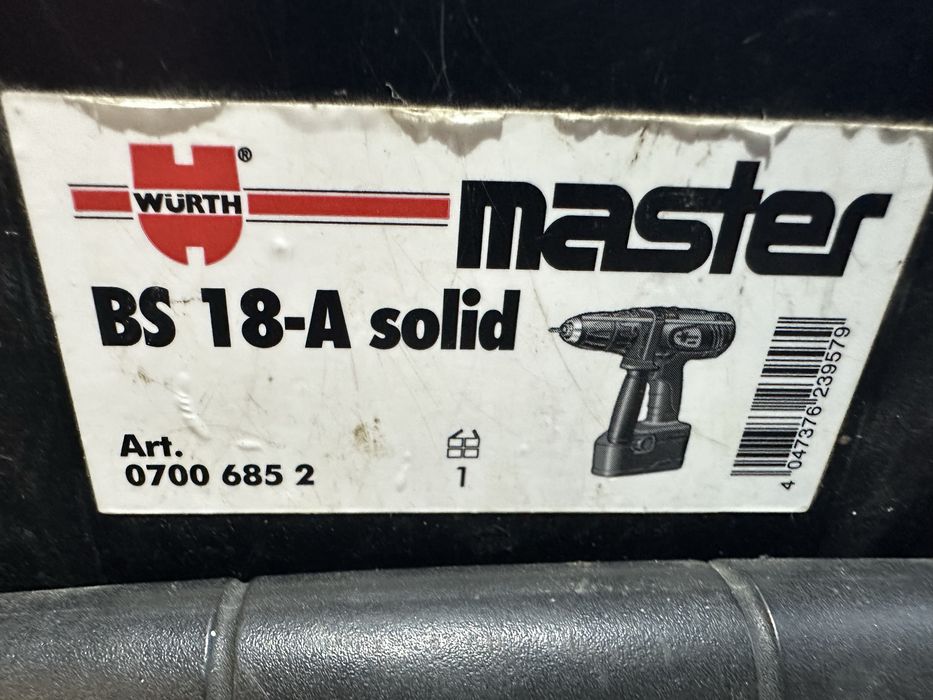 WÜRTH®
master
BS 18-A solid
Art.
0700 685 2
1
4 047376 239579